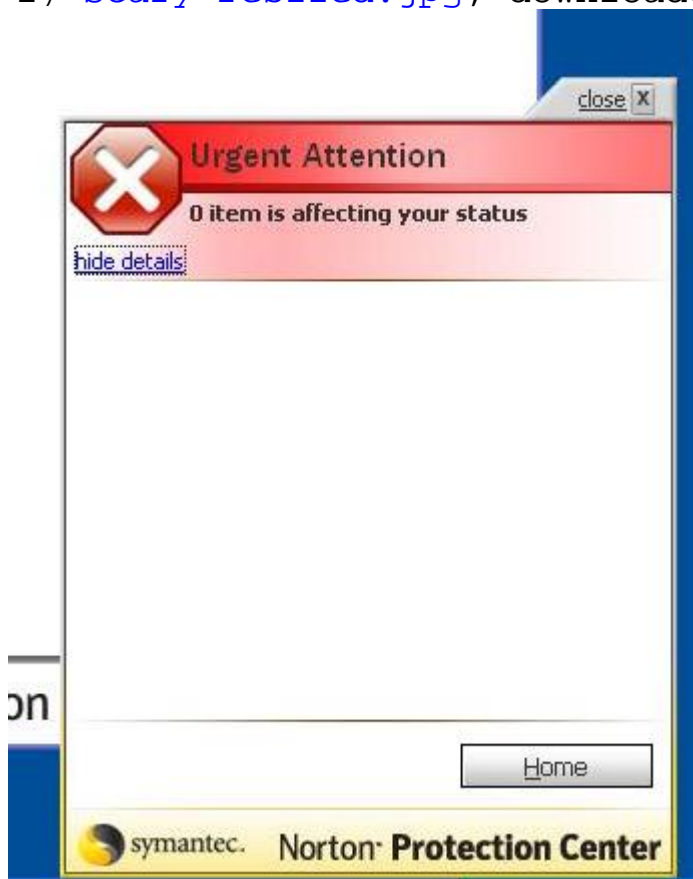 close X
Urgent Attention
0 item is affecting your status
hide details
on
Home
symantec. Norton· Protection Center